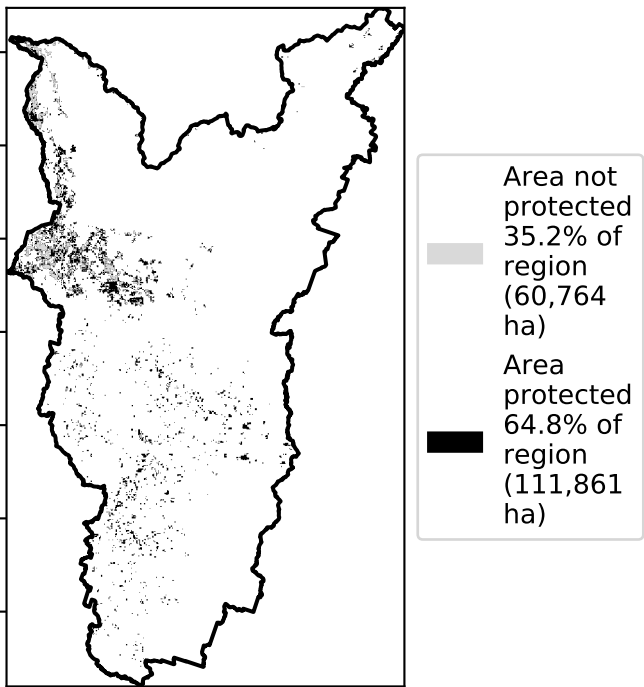 Area not
protected
35.2% of
region
(60,764
ha)
Area
protected
64.8% of
region
(111,861
ha)